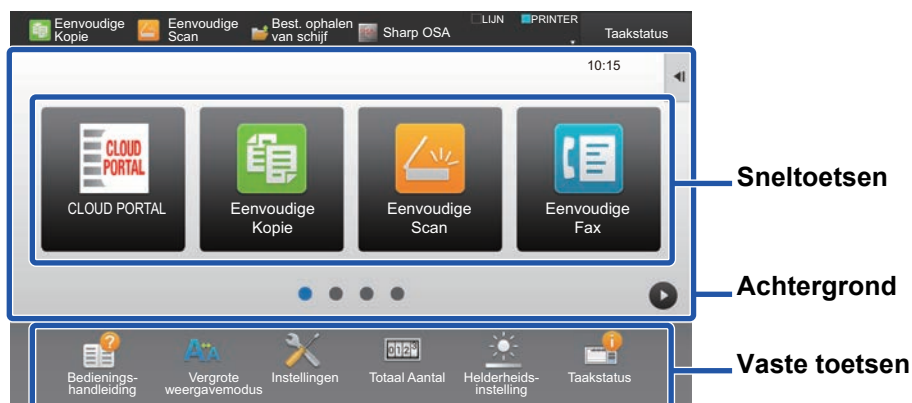 Eenvoudige
Kopie
Eenvoudige
Scan
Best. ophalen
van schijf
Sharp OSA
LIJN
PRINTER
Taakstatus
10:15
CLOUD
PORTAL
CLOUD PORTAL
Eenvoudige
Kopie
Eenvoudige
Scan
Eenvoudige
Fax
Sneltoetsen
Achtergrond
Bedienings-
handleiding
Vergrote
weergavemodus
Instellingen
Totaal Aantal
Helderheids-
instelling
Taakstatus
Vaste toetsen